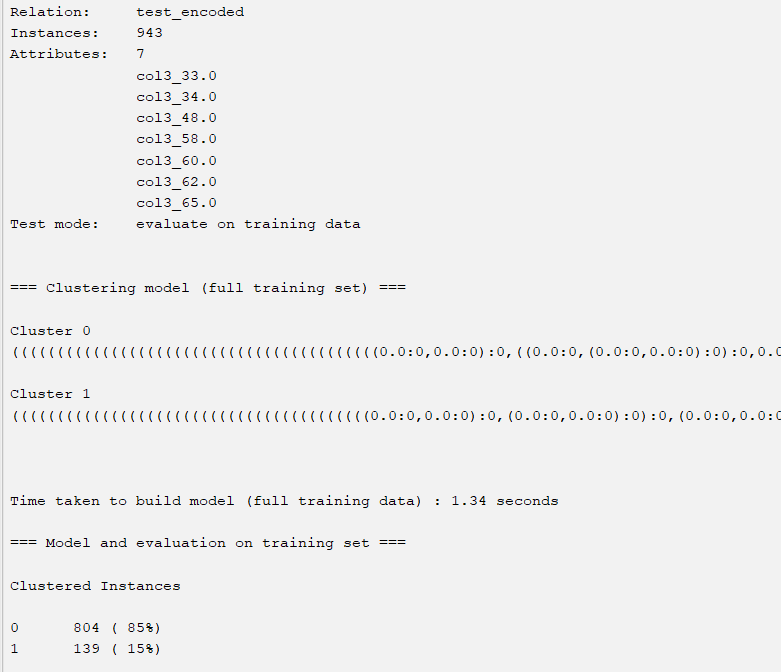 Relation: test_encoded
Instances: 943
Attributes: 7
col3_33.0
col3_34.0
col3_48.0
col3_58.0
col3_60.0
col3_62.0
col3_65.0
Test mode: evaluate on training data
=== Clustering model (full training set) ===
Cluster 0
(((((((((((((((((((((((((((((((((((((((((0.0:0,0.0:0):0,((0.0:0,(0.0:0,0.0:0):0):0,0.0
Cluster 1
((((((((((((((((((((((((((((((((((((((((0.0:0,0.0:0):0,(0.0:0,0.0:0):0):0,(0.0:0,0.0:0
Time taken to build model (full training data) : 1.34 seconds
=== Model and evaluation on training set ===
Clustered Instances
0 804 ( 85%)
1 139 ( 15%)